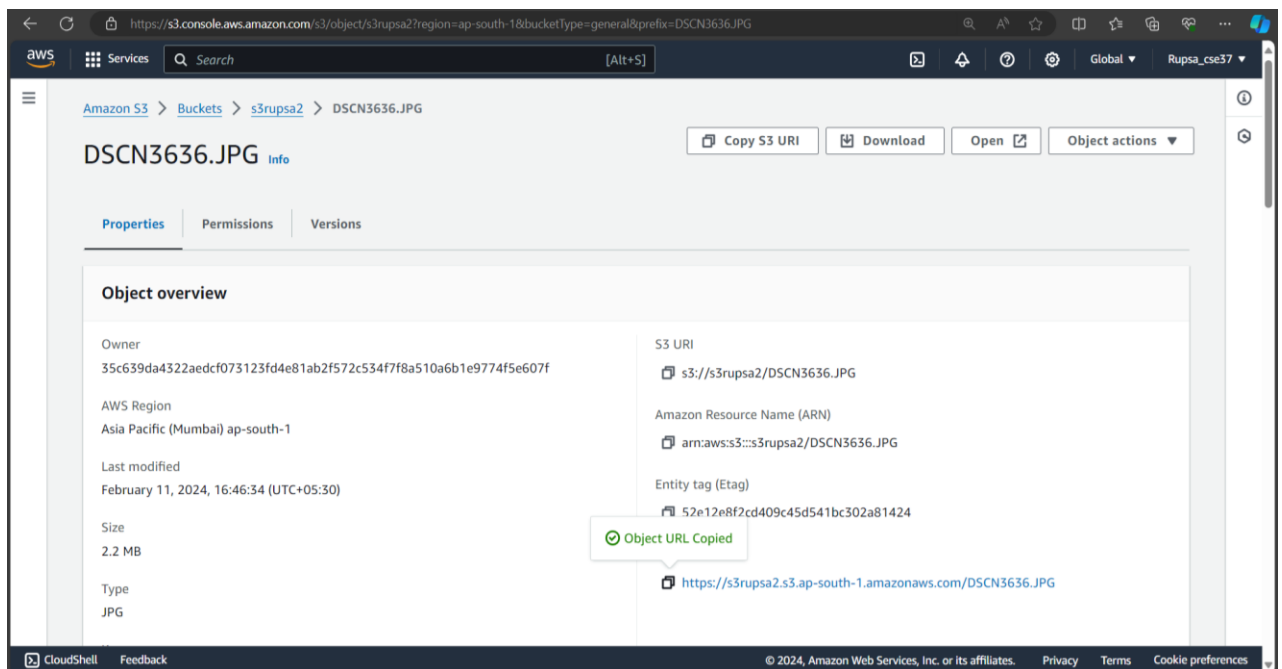 https://s3.console.aws.amazon.com/s3/object/s3rupsa2?region=ap-south-1&bucketType=general&prefix=DSCN3636.JPG
aws
Services
Search
[Alt+S]
Global
Rupsa_cse37
Amazon S3 > Buckets > s3rupsa2 > DSCN3636.JPG
DSCN3636.JPG Info
Copy S3 URI
Download
Open
Object actions
Properties
Permissions
Versions
Object overview
Owner
35c639da4322aedcf073123fd4e81ab2f572c534f7f8a510a6b1e9774f5e607f
AWS Region
Asia Pacific (Mumbai) ap-south-1
Last modified
February 11, 2024, 16:46:34 (UTC+05:30)
Size
2.2 MB
Type
JPG
S3 URI
s3://s3rupsa2/DSCN3636.JPG
Amazon Resource Name (ARN)
arn:aws:s3:::s3rupsa2/DSCN3636.JPG
Entity tag (Etag)
52e12e8f2cd409c45d541bc302a81424
Object URL Copied
https://s3rupsa2.s3.ap-south-1.amazonaws.com/DSCN3636.JPG
CloudShell
Feedback
© 2024, Amazon Web Services, Inc. or its affiliates.
Privacy
Terms
Cookie preferences